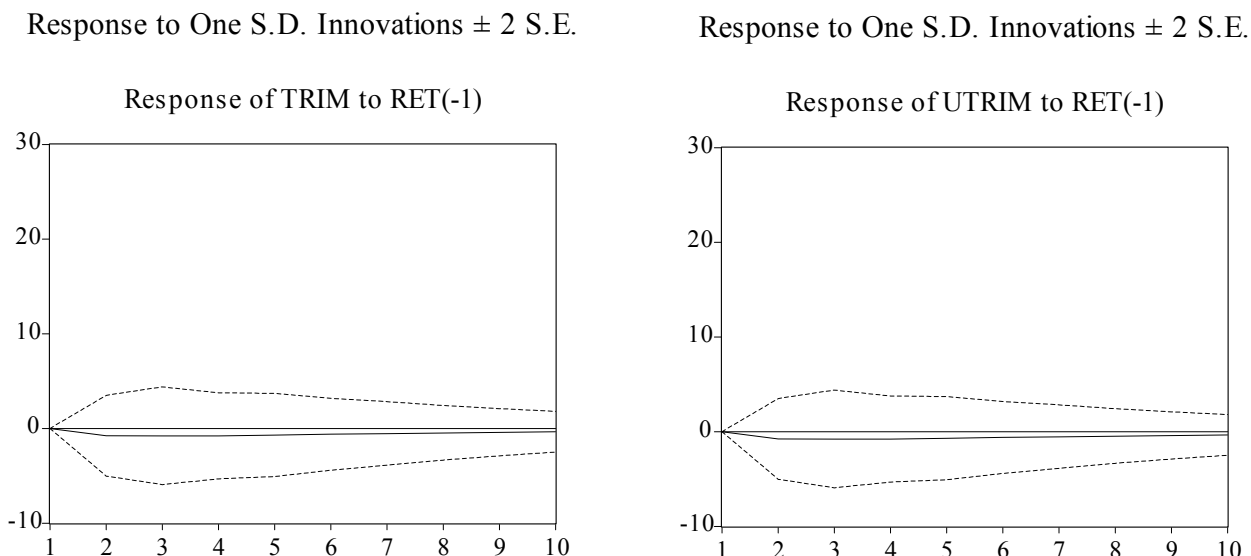 Response to One S.D. Innovations ± 2 S.E.
Response of TRIM to RET(-1)
30
20
10
0
-10
1 2 3 4 5 6 7 8 9 10
Response to One S.D. Innovations ± 2 S.E.
Response of UTRIM to RET(-1)
30
20
10
0
-10
1 2 3 4 5 6 7 8 9 10